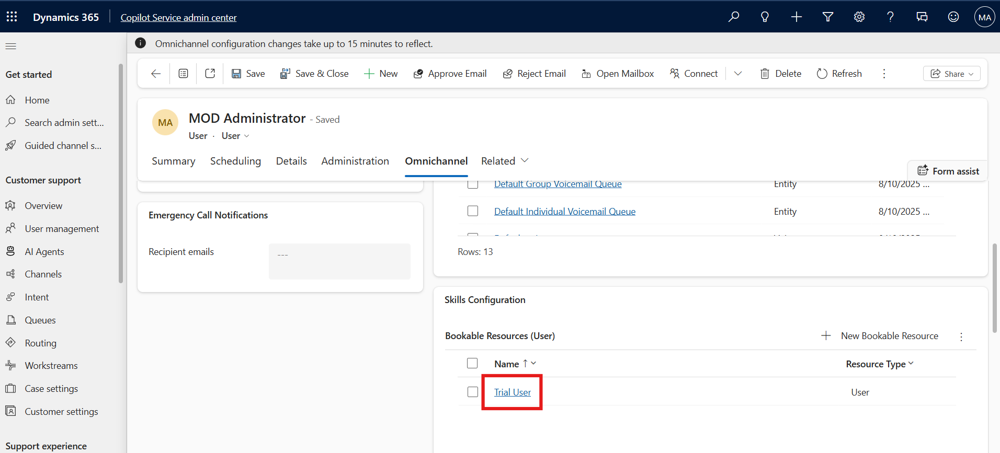 Dynamics 365 Copilot Service admin center MA
Omnichannel configuration changes take up to 15 minutes to reflect.
Save Save & Close New Approve Email Reject Email Open Mailbox Connect Delete Refresh Share
Get started
Home
Search admin sett...
Guided channel s...
Customer support
Overview
User management
AI Agents
Channels
Intent
Queues
Routing
Workstreams
Case settings
Customer settings
Support experience
MA
MOD Administrator - Saved
User · User
Summary Scheduling Details Administration Omnichannel Related
Form assist
Emergency Call Notifications
Recipient emails ---
Default Group Voicemail Queue Entity 8/10/2025 ...
Default Individual Voicemail Queue Entity 8/10/2025 ...
Rows: 13
Skills Configuration
Bookable Resources (User) New Bookable Resource
Name Resource Type
Trial User User